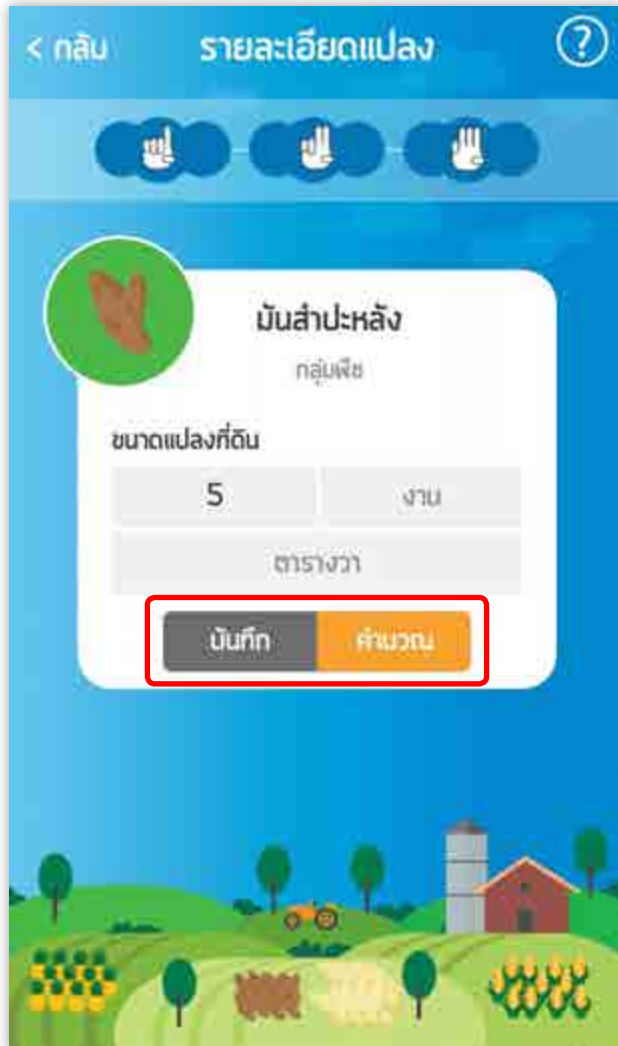 < กลับ รายละเอียดแปลง ?
มันสำปะหลัง
กลุ่มพืช
ขนาดแปลงที่ดิน
5 งาน
ตารางวา
บันทึก คำนวณ